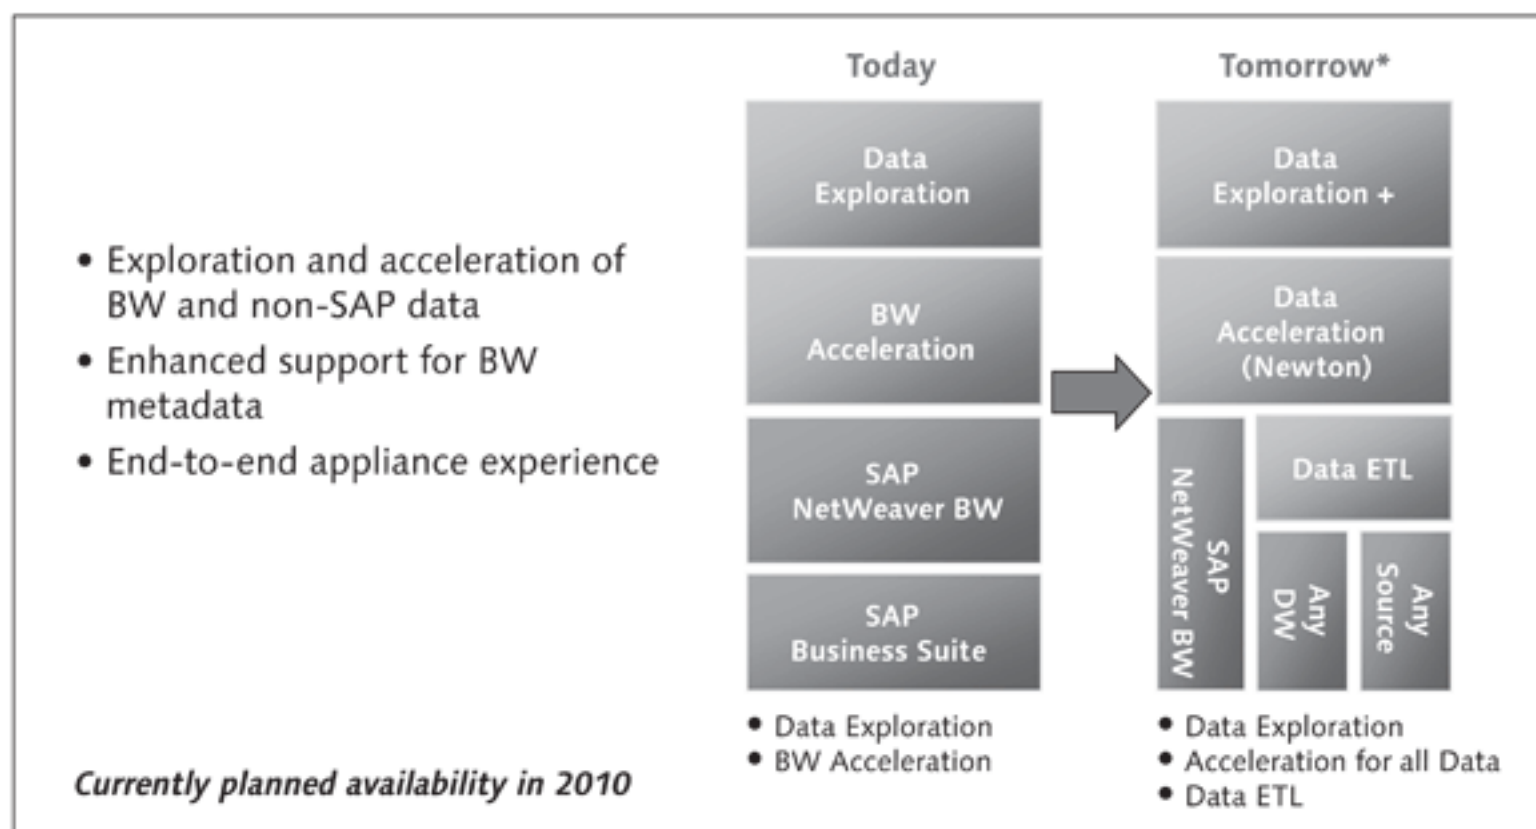 • Exploration and acceleration of
BW and non-SAP data
• Enhanced support for BW
metadata
• End-to-end appliance experience
Currently planned availability in 2010
Today
Data
Exploration
BW
Acceleration
SAP
NetWeaver BW
SAP
Business Suite
• Data Exploration
• BW Acceleration
Tomorrow*
Data
Exploration +
Data
Acceleration
(Newton)
SAP
NetWeaver BW
Data ETL
Any
DW
Any
Source
• Data Exploration
• Acceleration for all Data
• Data ETL